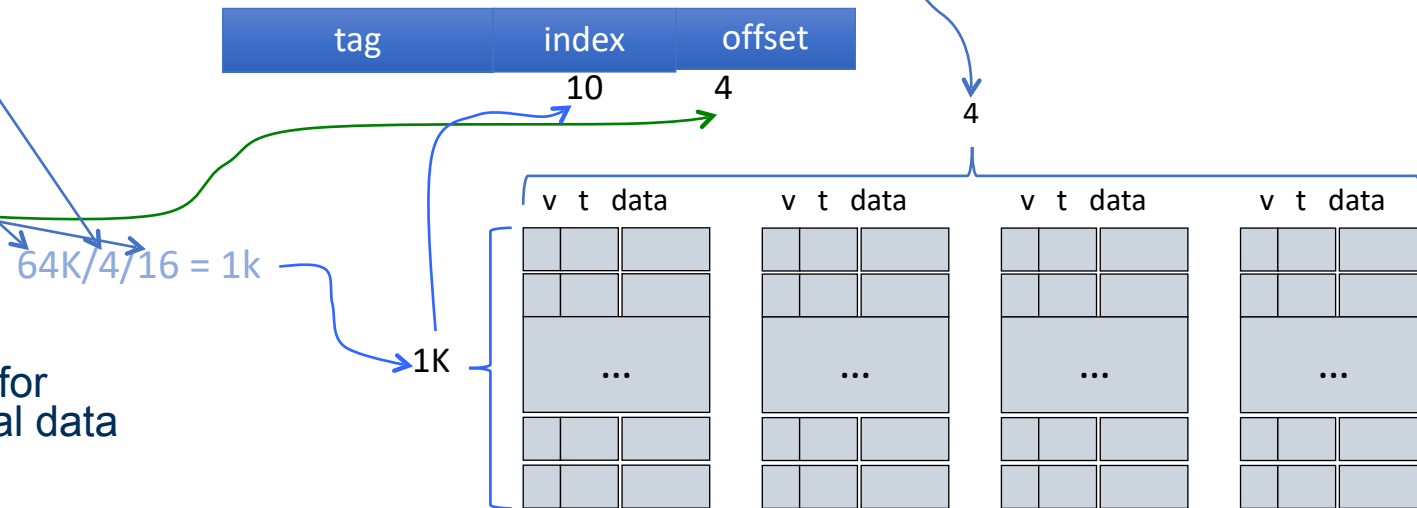 tag index offset
10 4
4
v t data v t data v t data v t data
64K/4/16 = 1k
1K
... ... ... ...
for
al data